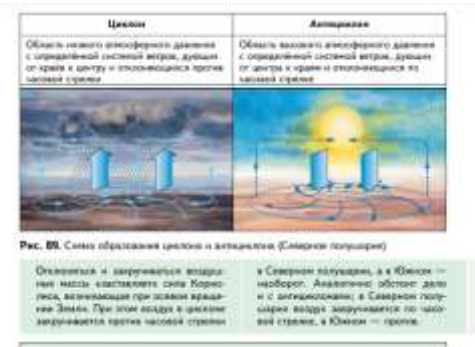 Циклон
Антициклон
Область низкого атмосферного давления
с определённой системой ветров, дующих
от краёв к центру и отклоняющихся против
часовой стрелки
Область высокого атмосферного давления
с определённой системой ветров, дующих
от центра к краям и отклоняющихся по
часовой стрелке
Рис. 89. Схема образования циклона и антициклона (Северное полушарие)
Отклоняться и закручиваться воздуш-
ные массы заставляет сила Корио-
лиса, возникающая при осевом враще-
нии Земли. При этом воздух в циклоне
закручивается против часовой стрелки
в Северном полушарии, а в Южном —
наоборот. Аналогично обстоит дело
и с антициклонами: в Северном полу-
шарии воздух закручивается по часо-
вой стрелке, в Южном — против.